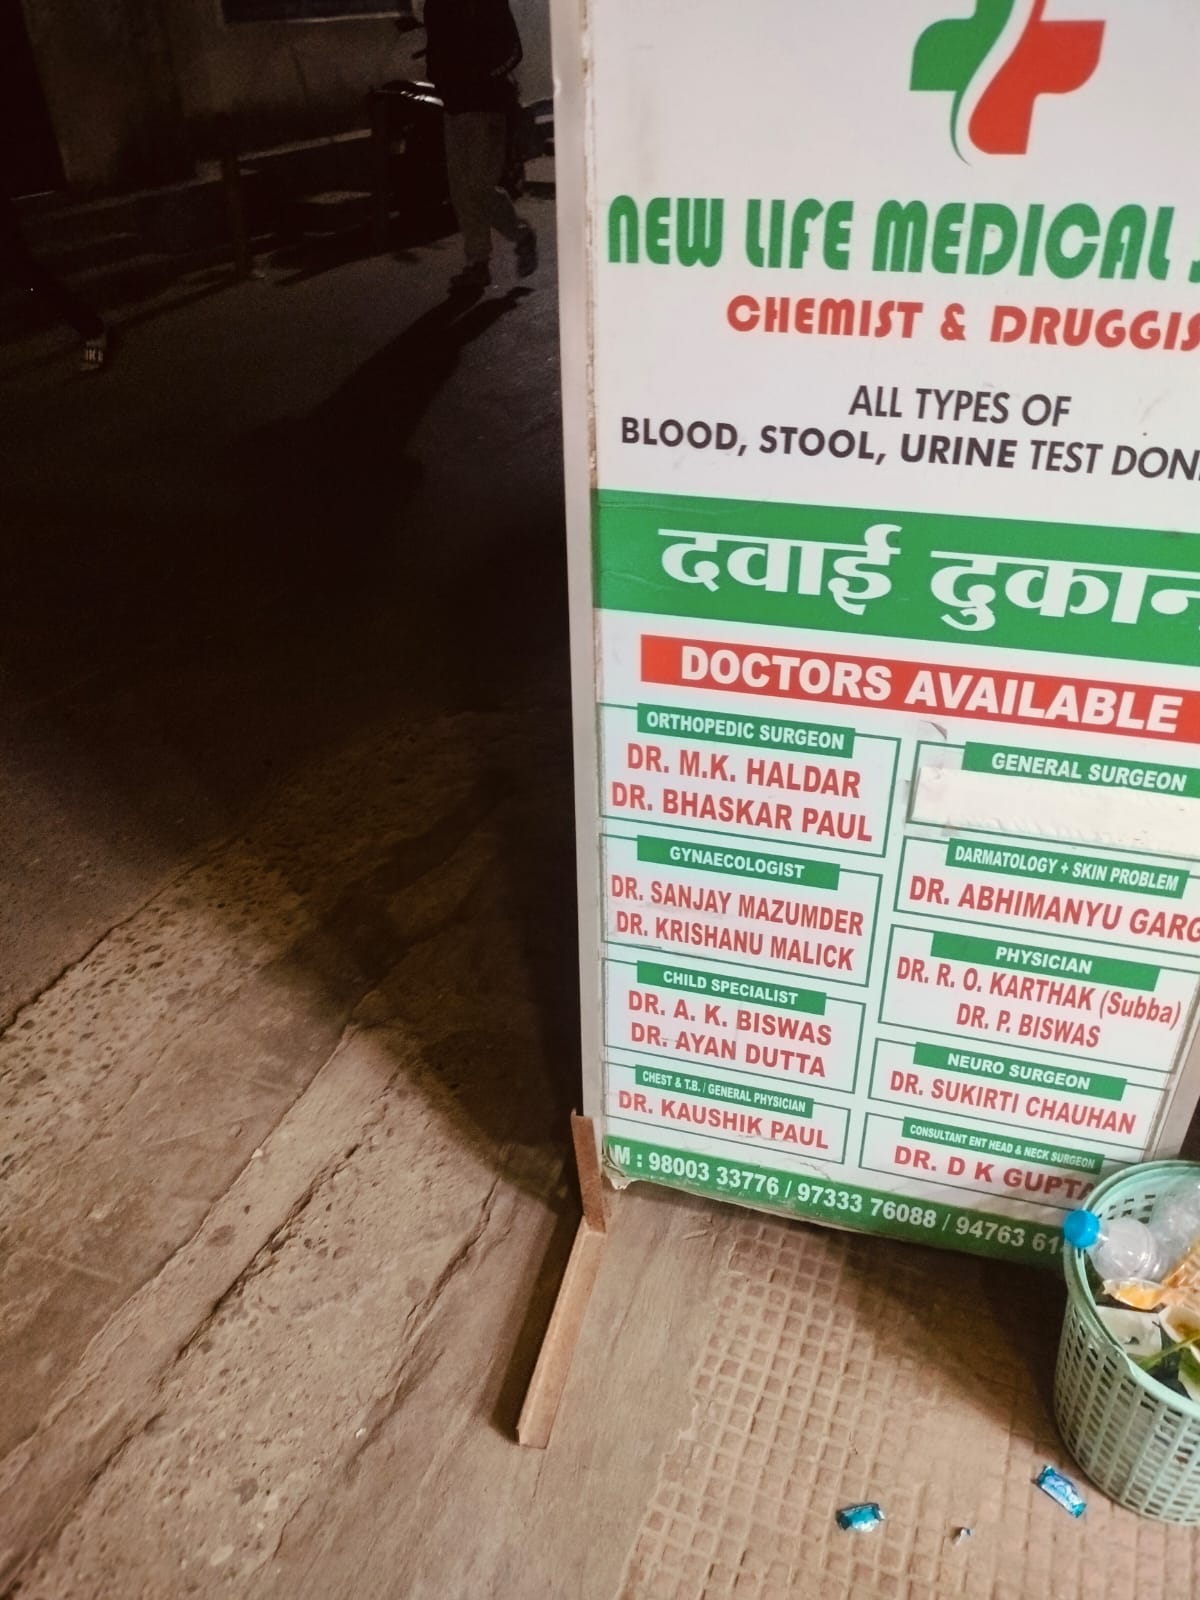 NEW LIFE MEDICAL
CHEMIST & DRUGGIS
ALL TYPES OF
BLOOD, STOOL, URINE TEST DON
दवाई दुकान
DOCTORS AVAILABLE
ORTHOPEDIC SURGEON
DR. M.K. HALDAR
DR. BHASKAR PAUL
GYNAECOLOGIST
DR. SANJAY MAZUMDER
DR. KRISHANU MALICK
CHILD SPECIALIST
DR. A. K. BISWAS
DR. AYAN DUTTA
CHEST & T.B. / GENERAL PHYSICIAN
DR. KAUSHIK PAUL
GENERAL SURGEON
DARMATOLOGY + SKIN PROBLEM
DR. ABHIMANYU GARG
PHYSICIAN
DR. R. O. KARTHAK (Subba)
DR. P. BISWAS
NEURO SURGEON
DR. SUKIRTI CHAUHAN
CONSULTANT ENT HEAD & NECK SURGEON
DR. D K GUPTA
M : 98003 33776 / 97333 76088 / 94763 61